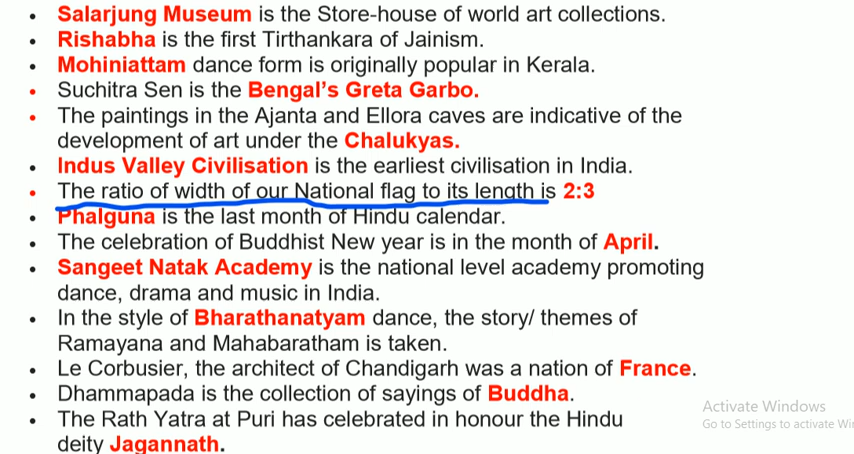 Salarjung Museum is the Store-house of world art collections.
Rishabha is the first Tirthankara of Jainism.
Mohiniattam dance form is originally popular in Kerala.
Suchitra Sen is the Bengal's Greta Garbo.
The paintings in the Ajanta and Ellora caves are indicative of the
development of art under the Chalukyas.
Indus Valley Civilisation is the earliest civilisation in India.
The ratio of width of our National flag to its length is 2:3
Phalguna is the last month of Hindu calendar.
The celebration of Buddhist New year is in the month of April.
Sangeet Natak Academy is the national level academy promoting
dance, drama and music in India.
In the style of Bharathanatyam dance, the story/ themes of
Ramayana and Mahabaratham is taken.
Le Corbusier, the architect of Chandigarh was a nation of France.
Dhammapada is the collection of sayings of Buddha.
The Rath Yatra at Puri has celebrated in honour the Hindu
deity Jagannath.
Activate Windows
Go to Settings to activate Wi